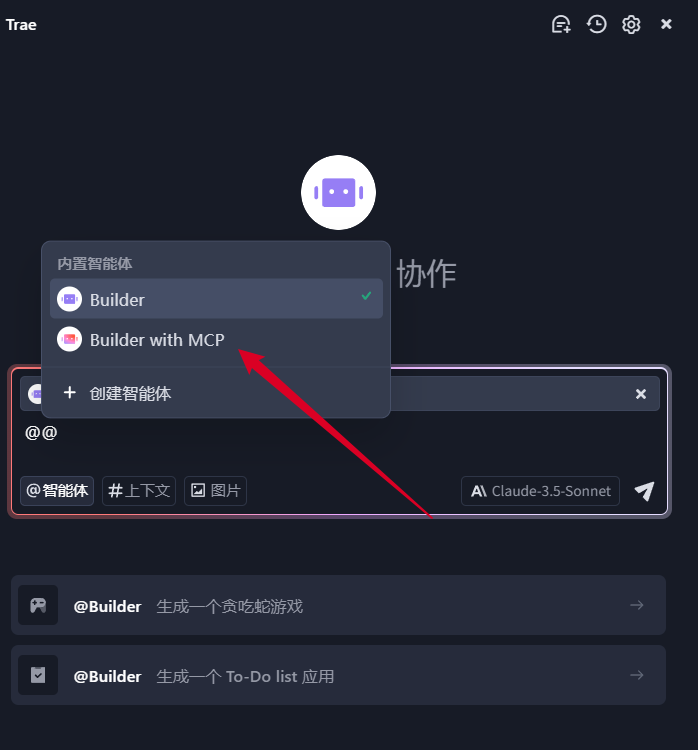 Trae
协作
内置智能体
Builder
Builder with MCP
+ 创建智能体
@@
@智能体 #上下文 图片 Claude-3.5-Sonnet
@Builder 生成一个贪吃蛇游戏
@Builder 生成一个 To-Do list 应用